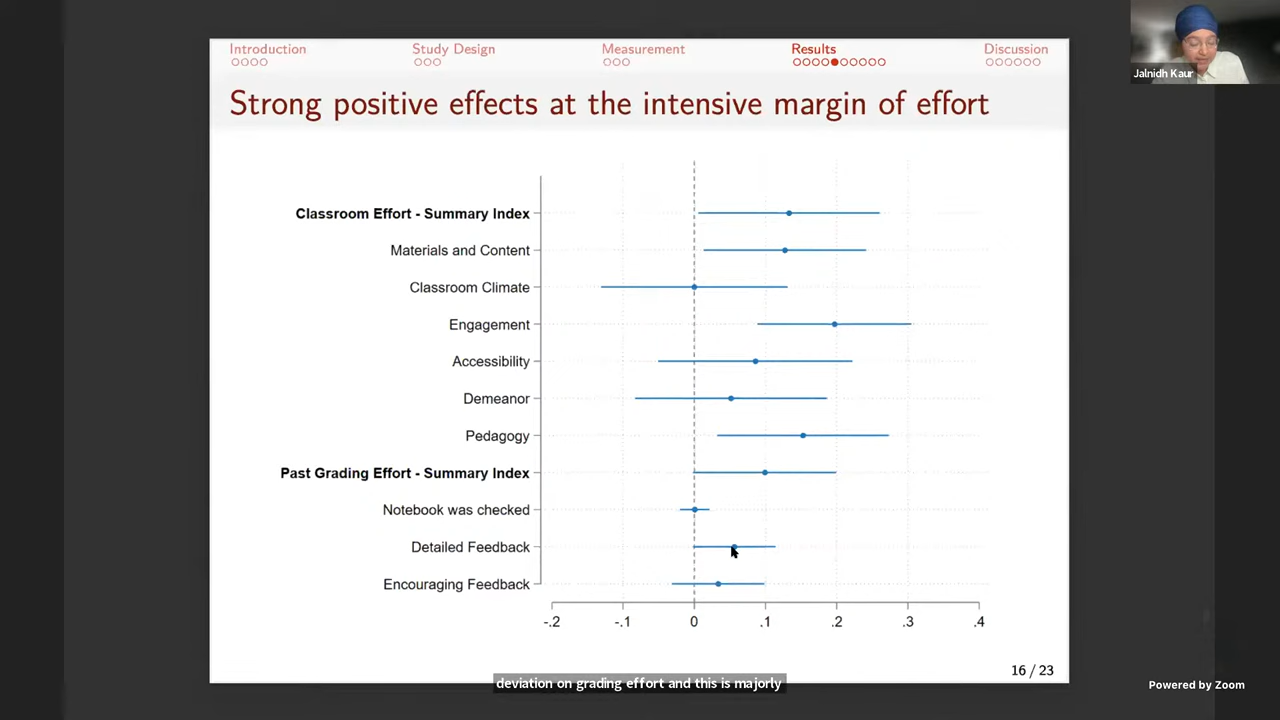 Introduction Study Design Measurement Results Discussion
Jalnidh Kaur
Strong positive effects at the intensive margin of effort
Classroom Effort - Summary Index
Materials and Content
Classroom Climate
Engagement
Accessibility
Demeanor
Pedagogy
Past Grading Effort - Summary Index
Notebook was checked
Detailed Feedback
Encouraging Feedback
-.2 -.1 0 .1 .2 .3 .4
16 / 23
deviation on grading effort and this is majorly
Powered by Zoom